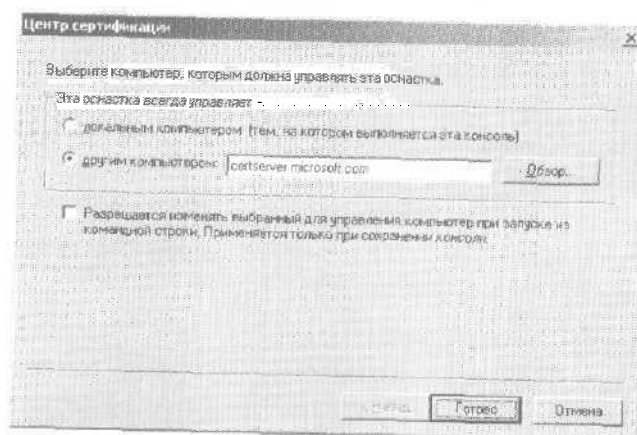 Центр сертификации
Выберите компьютер, которым должна управлять эта оснастка.
Эта оснастка всегда управляет
локальным компьютером (тем, на котором выполняется эта консоль)
другим компьютером: certserver.microsoft.com Обзор...
Разрешается изменять выбранный для управления компьютер при запуске из
командной строки. Применяется только при сохранении консоли.
Готово Отмена